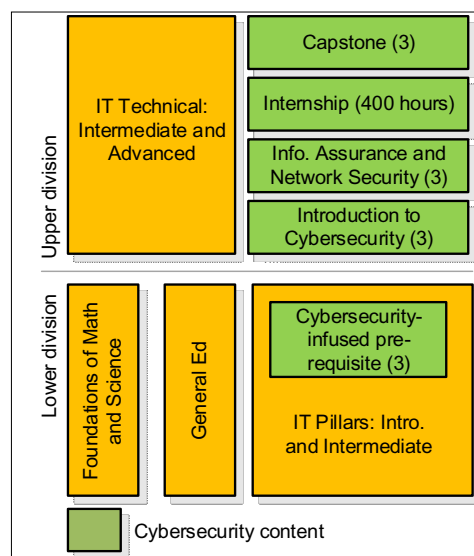 Upper division
IT Technical:
Intermediate and
Advanced
Capstone (3)
Internship (400 hours)
Info. Assurance and
Network Security (3)
Introduction to
Cybersecurity (3)
Lower division
Foundations of Math
and Science
General Ed
Cybersecurity-
infused pre-
requisite (3)
IT Pillars: Intro.
and Intermediate
Cybersecurity content